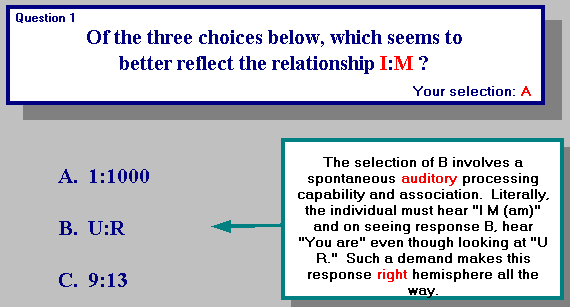 Question 1
Of the three choices below, which seems to
better reflect the relationship I:M ?
Your selection: A
A. 1:1000
B. U:R
C. 9:13
The selection of B involves a
spontaneous auditory processing
capability and association. Literally,
the individual must hear "I M (am)"
and on seeing response B, hear
"You are" even though looking at "U
R." Such a demand makes this
response right hemisphere all the
way.